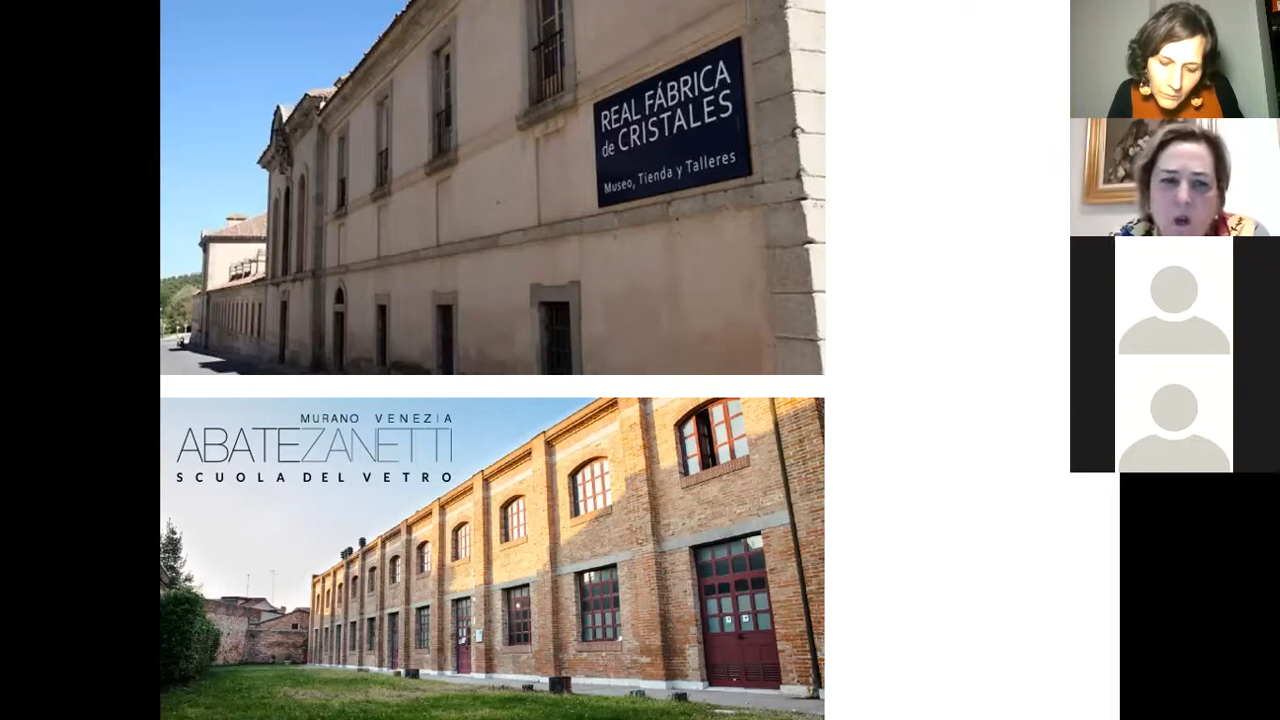 REAL FÁBRICA
de CRISTALES
Museo, Tienda y Talleres
MURANO VENEZIA
ABATEZANETTI
SCUOLA DEL VETRO